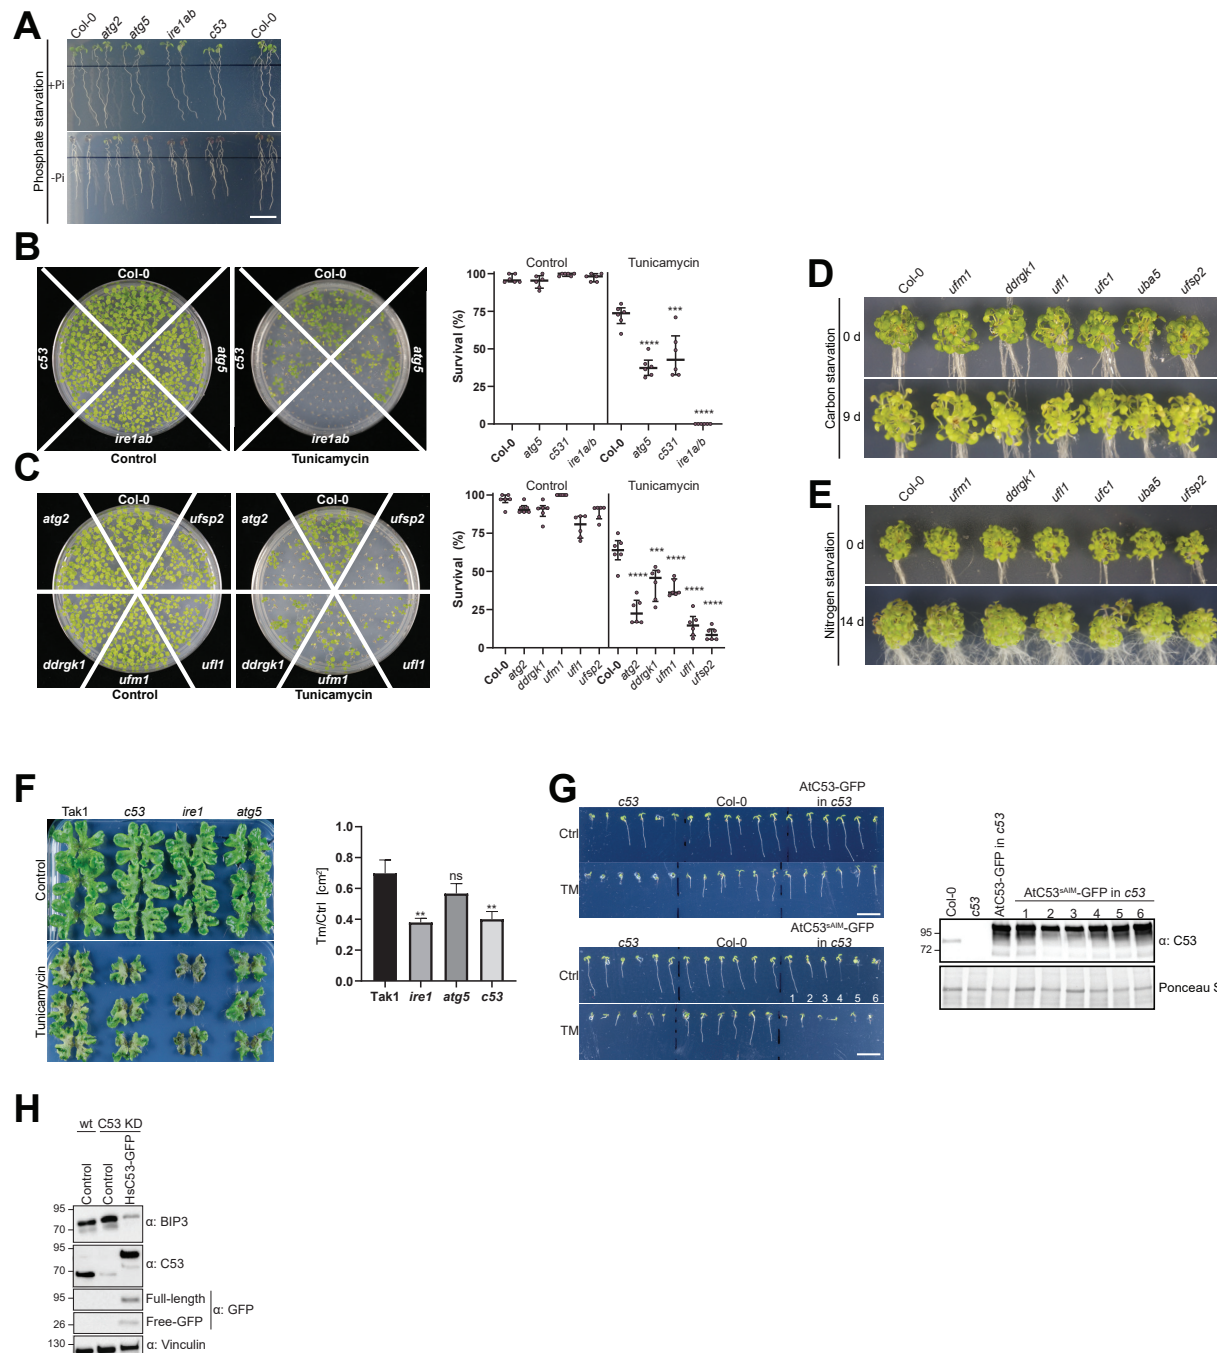 A
Col-0
atg2
atg5
ire1ab
c53
Col-0
Phosphate starvation
+Pi
-Pi
B
Col-0
c53
atg5
ire1ab
Control
Col-0
c53
atg5
Tunicamycin
Control
Tunicamycin
Survival (%)
100
75
50
25
0
***
****
****
Col-0
atg5
c531
ire1a/b
Col-0
atg5
c531
ire1a/b
C
Col-0
atg2
ufsp2
ddrgk1
ufl1
ufm1
Control
Col-0
atg2
ufsp2
ddrgk1
ufl1
ufm1
Tunicamycin
Control
Tunicamycin
Survival (%)
100
75
50
25
0
****
***
****
****
****
Col-0
atg2
ddrgk1
ufm1
ufl1
ufsp2
Col-0
atg2
ddrgk1
ufm1
ufl1
ufsp2
D
Col-0
ufm1
ddrgk1
ufl1
ufc1
uba5
ufsp2
Carbon starvation
0 d
9 d
E
Col-0
ufm1
ddrgk1
ufl1
ufc1
uba5
ufsp2
Nitrogen starvation
0 d
14 d
F
Tak1
c53
ire1
atg5
Control
Tunicamycin
Tm/Ctrl [cm²]
1.0
0.8
0.6
0.4
0.2
0.0
**
ns
**
Tak1
ire1
atg5
c53
G
c53
Col-0
AtC53-GFP
in c53
Ctrl
TM
c53
Col-0
AtC53sAIM-GFP
in c53
Ctrl
1 2 3 4 5 6
TM
Col-0
c53
AtC53-GFP in c53
AtC53sAIM-GFP in c53
1 2 3 4 5 6
95
72
α: C53
Ponceau S
H
wt
C53 KD
Control
Control
HsC53-GFP
95
70
α: BIP3
95
70
α: C53
95
Full-length
α: GFP
26
Free-GFP
130
α: Vinculin